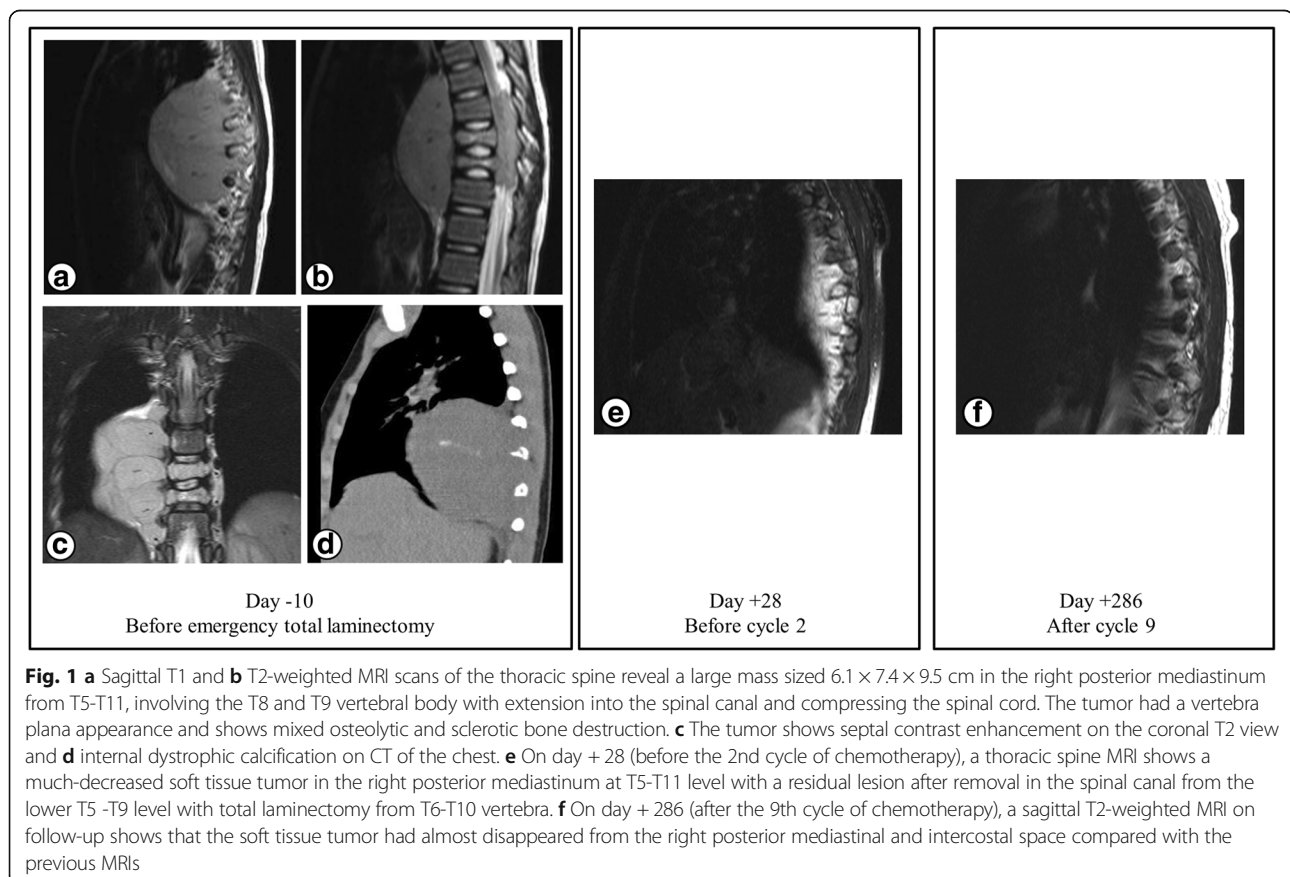 a
b
c
d
Day -10
Before emergency total laminectomy
e
Day +28
Before cycle 2
f
Day +286
After cycle 9
Fig. 1 a Sagittal T1 and b T2-weighted MRI scans of the thoracic spine reveal a large mass sized 6.1 × 7.4 × 9.5 cm in the right posterior mediastinum
from T5-T11, involving the T8 and T9 vertebral body with extension into the spinal canal and compressing the spinal cord. The tumor had a vertebra
plana appearance and shows mixed osteolytic and sclerotic bone destruction. c The tumor shows septal contrast enhancement on the coronal T2 view
and d internal dystrophic calcification on CT of the chest. e On day + 28 (before the 2nd cycle of chemotherapy), a thoracic spine MRI shows a
much-decreased soft tissue tumor in the right posterior mediastinum at T5-T11 level with a residual lesion after removal in the spinal canal from the
lower T5 -T9 level with total laminectomy from T6-T10 vertebra. f On day + 286 (after the 9th cycle of chemotherapy), a sagittal T2-weighted MRI on
follow-up shows that the soft tissue tumor had almost disappeared from the right posterior mediastinal and intercostal space compared with the
previous MRIs